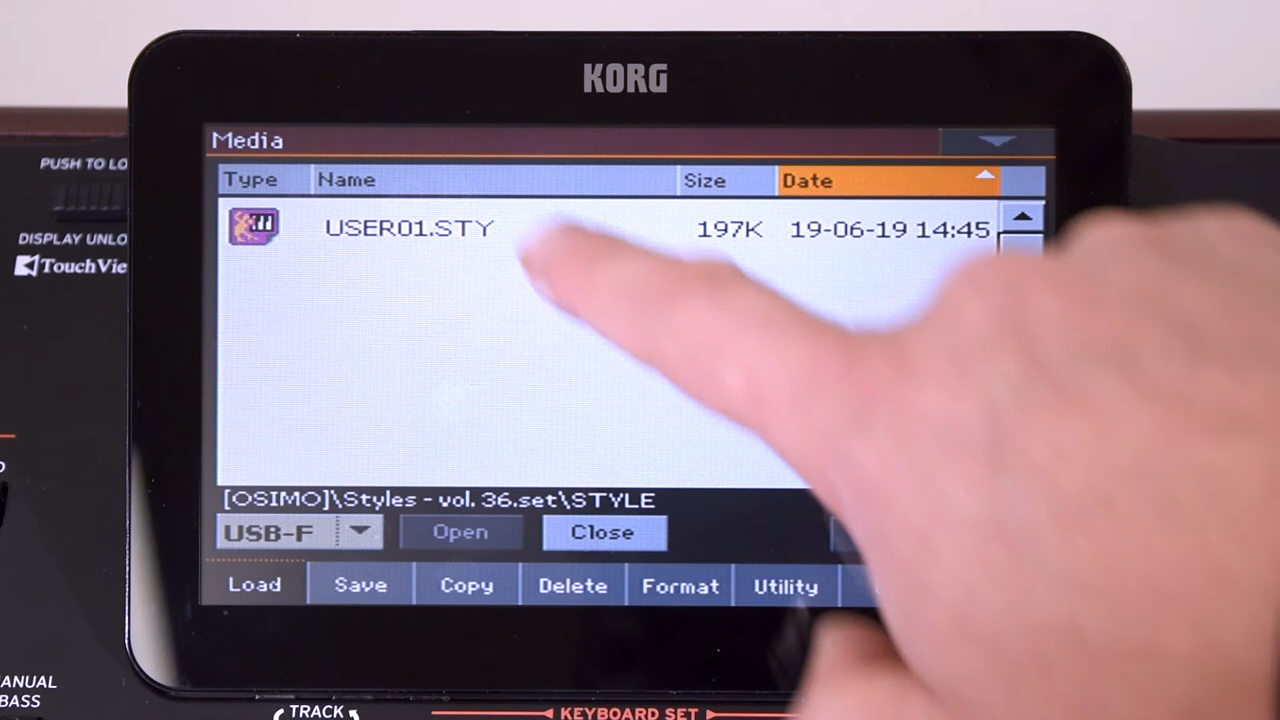 KORG
Media
PUSH TO LO
Type Name Size Date
USER01.STY 197K 19-06-19 14:45
DISPLAY UNLO
TouchVie
[OSIMO]\Styles - vol. 36.set\STYLE
USB-F Open Close
Load Save Copy Delete Format Utility
ANUAL
BASS
TRACK
KEYBOARD SET